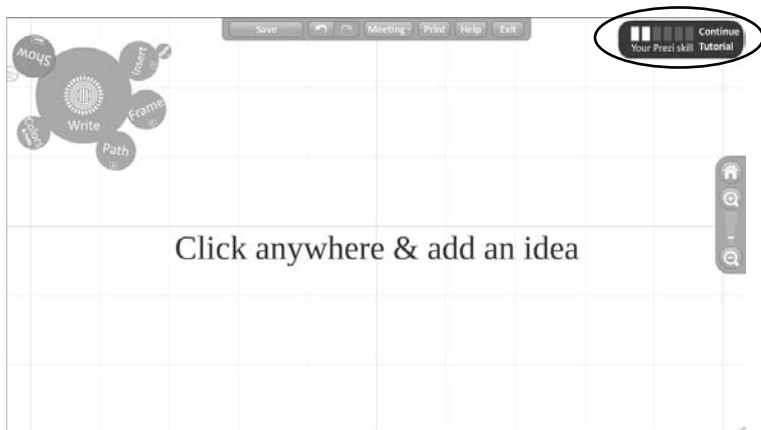 Save Meeting Print Help Exit
Continue
Your Prezi skill Tutorial
Show
Insert
Write
Frame
Colors
Path
Click anywhere & add an idea